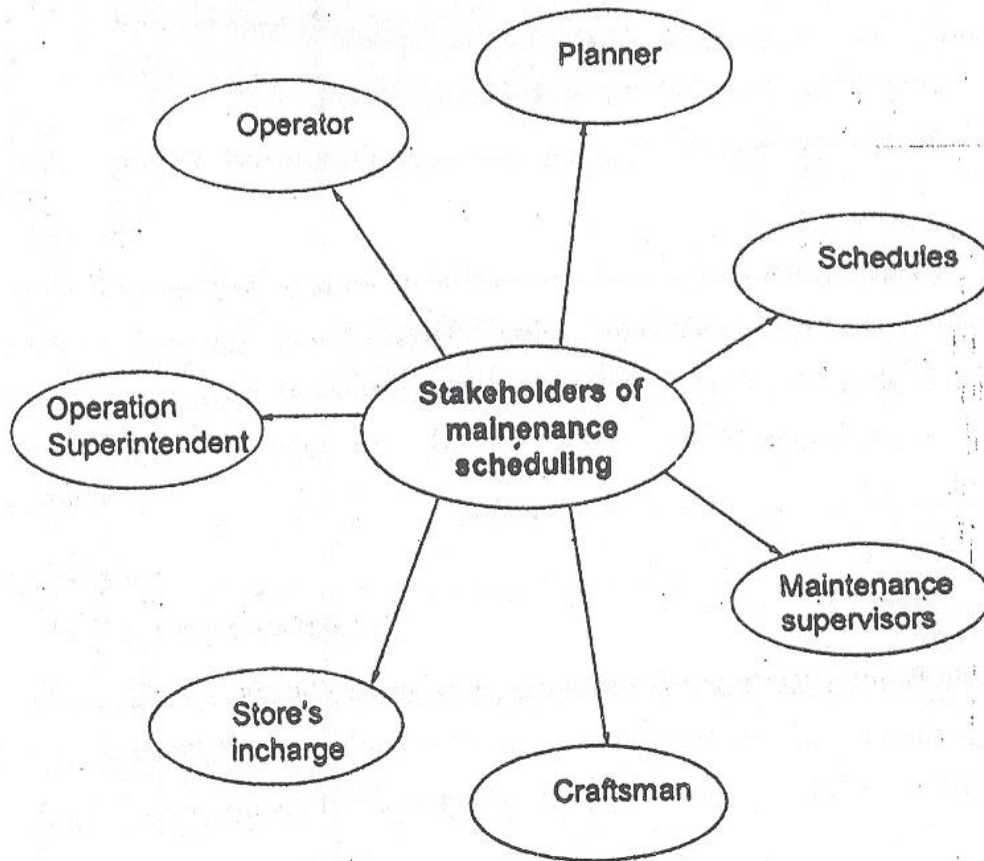 Planner
Operator
Schedules
Stakeholders of
mainenance
scheduling
Operation
Superintendent
Maintenance
supervisors
Store's
incharge
Craftsman